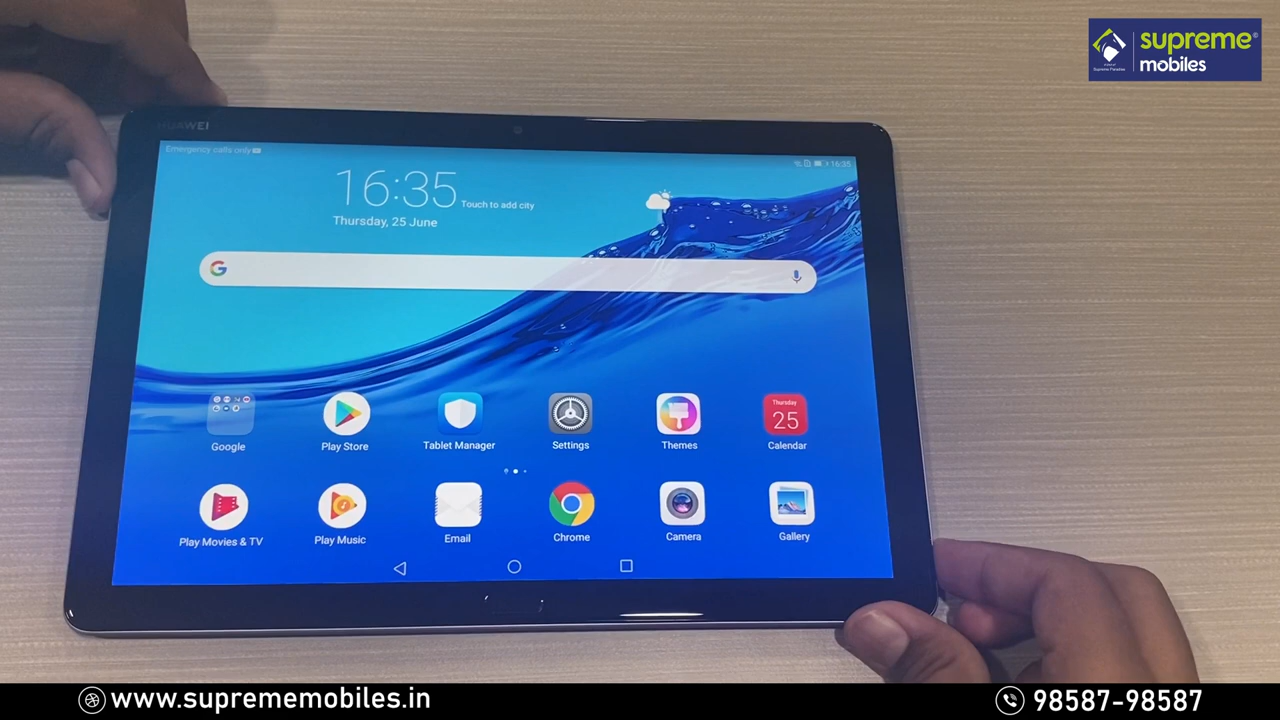 supreme
mobiles
HUAWEI
Emergency calls only
16:35
16:35
Touch to add city
Thursday, 25 June
Google
Play Store
Tablet Manager
Settings
Themes
Thursday
25
Calendar
Play Movies & TV
Play Music
Email
Chrome
Camera
Gallery
www.suprememobiles.in
98587-98587